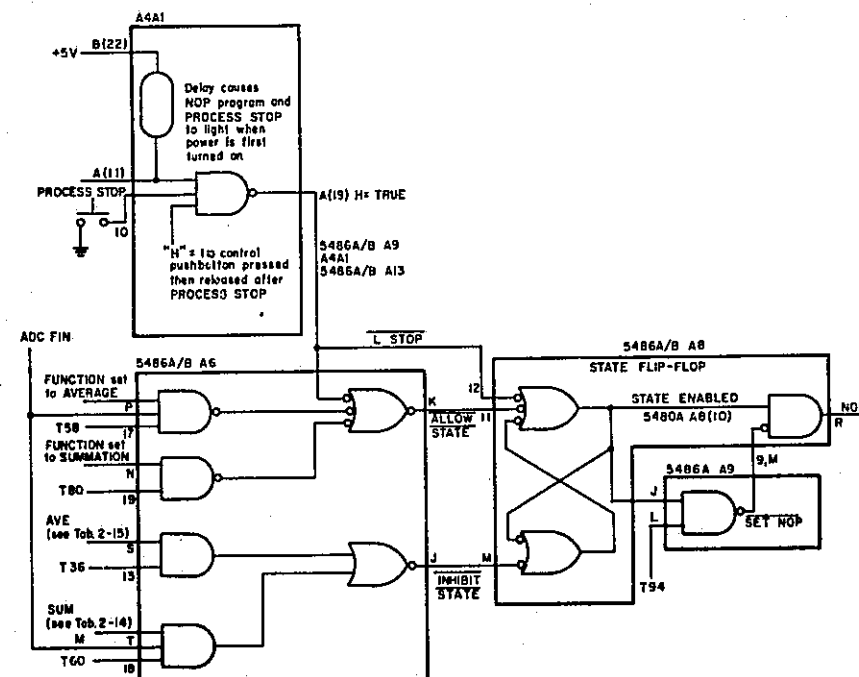 A4A1
+5V
B(22)
Delay causes
NOP program and
PROCESS STOP
to light when
power is first
turned on
A(11)
PROCESS STOP
10
A(19) H= TRUE
"H" = 1 to control
pushbutton pressed
then released after
PROCESS STOP
5486A/B A9
A4A1
5486A/B A13
ADC FIN
L STOP
5486A/B A6
5486A/B A8
STATE FLIP-FLOP
FUNCTION set
to AVERAGE
P
T58
17
K
12
11
ALLOW
STATE
STATE ENABLED
5480A A8(10)
NO
R
FUNCTION set
to SUMMATION
N
T80
19
9,M
5486A A9
J
L
SET NOP
T94
AVE
(see Tab. 2-15)
S
T36
13
J
M
INHIBIT
STATE
SUM
(see Tab. 2-14)
M
T
T60
18